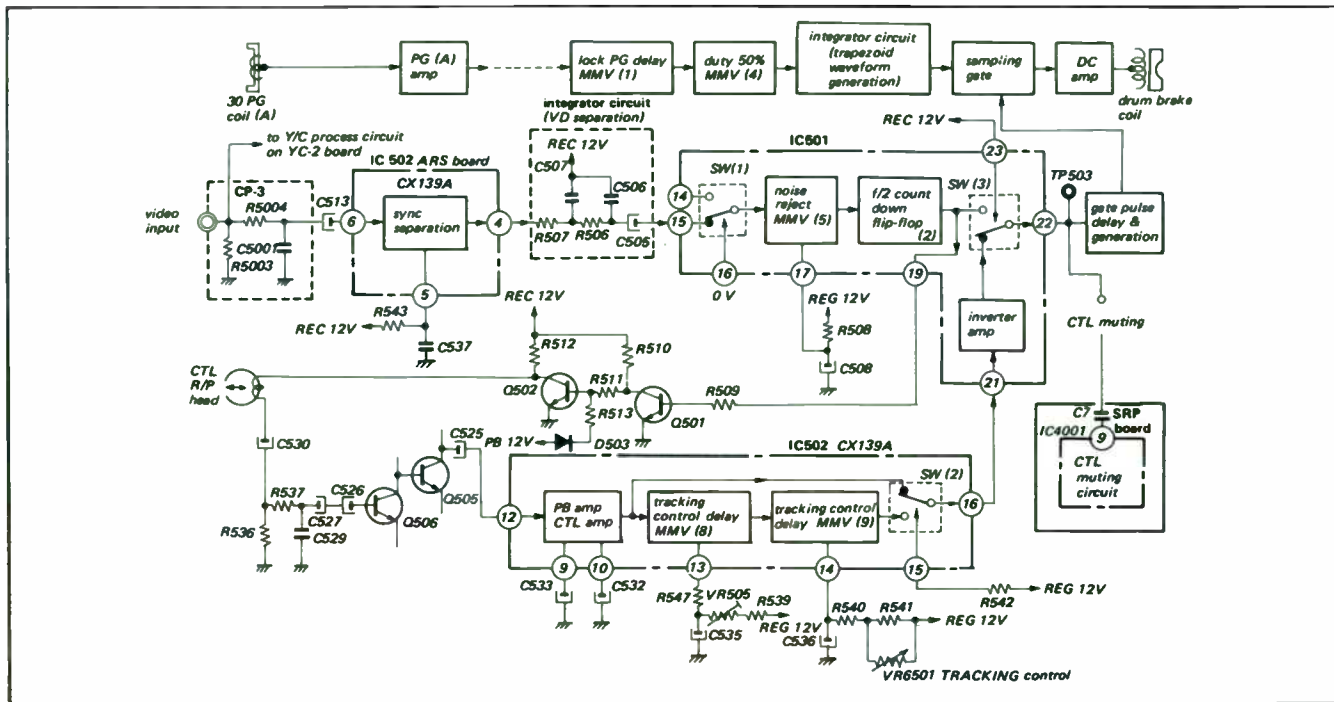 30 PG
coil (A)
PG (A)
amp
lock PG delay
MMV (1)
duty 50%
MMV (4)
integrator circuit
(trapezoid
waveform
generation)
sampling
gate
DC
amp
drum brake
coil
to Y/C process circuit
on YC-2 board
integrator circuit
(VD separation)
REC 12V
C507
C506
R507
R506
C505
video
input
CP-3
R5004
C5001
R5003
C513
IC 502 ARS board
CX139A
6
sync
separation
4
5
R543
REC 12V
C537
IC501
REC 12V
23
14
15
SW(1)
noise
reject
MMV (5)
f/2 count
down
flip-flop
(2)
SW (3)
22
TP503
gate pulse
delay &
generation
16
0 V
17
19
REG 12V
R508
C508
inverter
amp
21
CTL muting
C7
SRP
board
IC4001
9
CTL
muting
circuit
CTL
R/P
head
REC 12V
R512
R510
Q502
R511
R513
Q501
R509
PB 12V
D503
C530
R537
C526
C527
C529
R536
Q506
Q505
C525
IC502 CX139A
12
PB amp
CTL amp
tracking
control delay
MMV (8)
tracking control
delay MMV (9)
SW (2)
16
9
10
13
14
15
C533
C532
R547
VR505
R539
REG 12V
C535
C536
R540
R541
REG 12V
R542
REG 12V
VR6501 TRACKING control